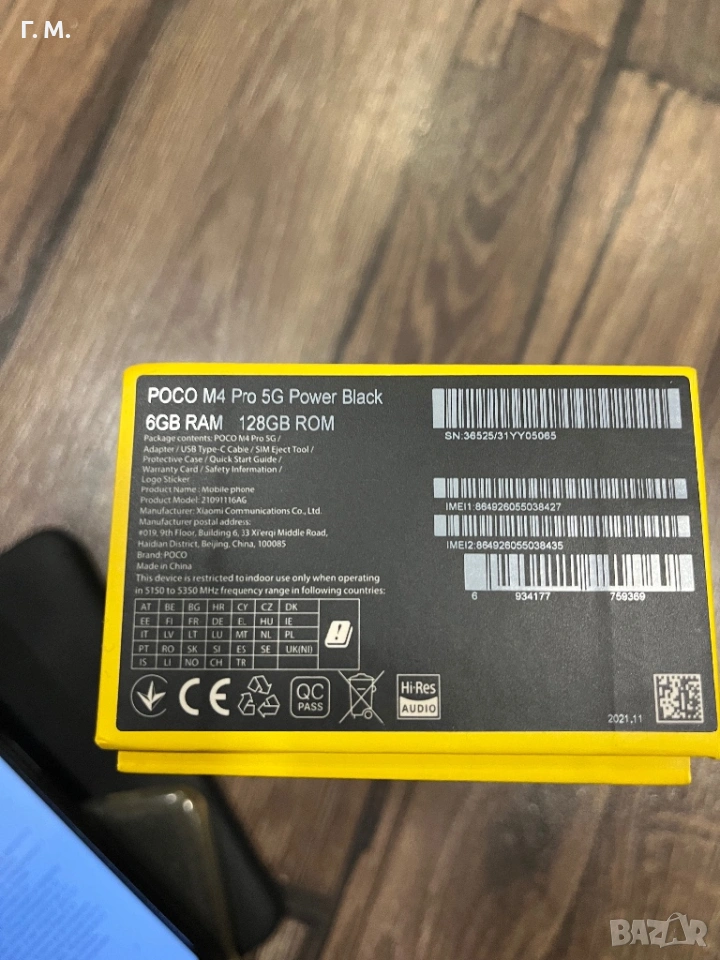 Г. М.
POCO M4 Pro 5G Power Black
6GB RAM 128GB ROM
Package contents: POCO M4 Pro 5G /
Adapter / USB Type-C Cable / SIM Eject Tool /
Protective Case / Quick Start Guide /
Warranty Card / Safety Information /
Logo Sticker
Product Name : Mobile phone
Product Model: 21091116AG
Manufacturer: Xiaomi Communications Co., Ltd.
Manufacturer postal address:
#019, 9th Floor, Building 6, 33 Xi'erqi Middle Road,
Haidian District, Beijing, China, 100085
Brand: POCO
Made in China
This device is restricted to indoor use only when operating
in 5150 to 5350 MHz frequency range in following countries:
AT BE BG HR CY CZ DK
EE FI FR DE EL HU IE
IT LV LT LU MT NL PL
PT RO SK SI ES SE UK(NI)
IS LI NO CH TR
SN:36525/31YY05065
IMEI1:864926055038427
IMEI2:864926055038435
6 934177 759369
CE
QC
PASS
Hi-Res
AUDIO
2021.11
BAZAR